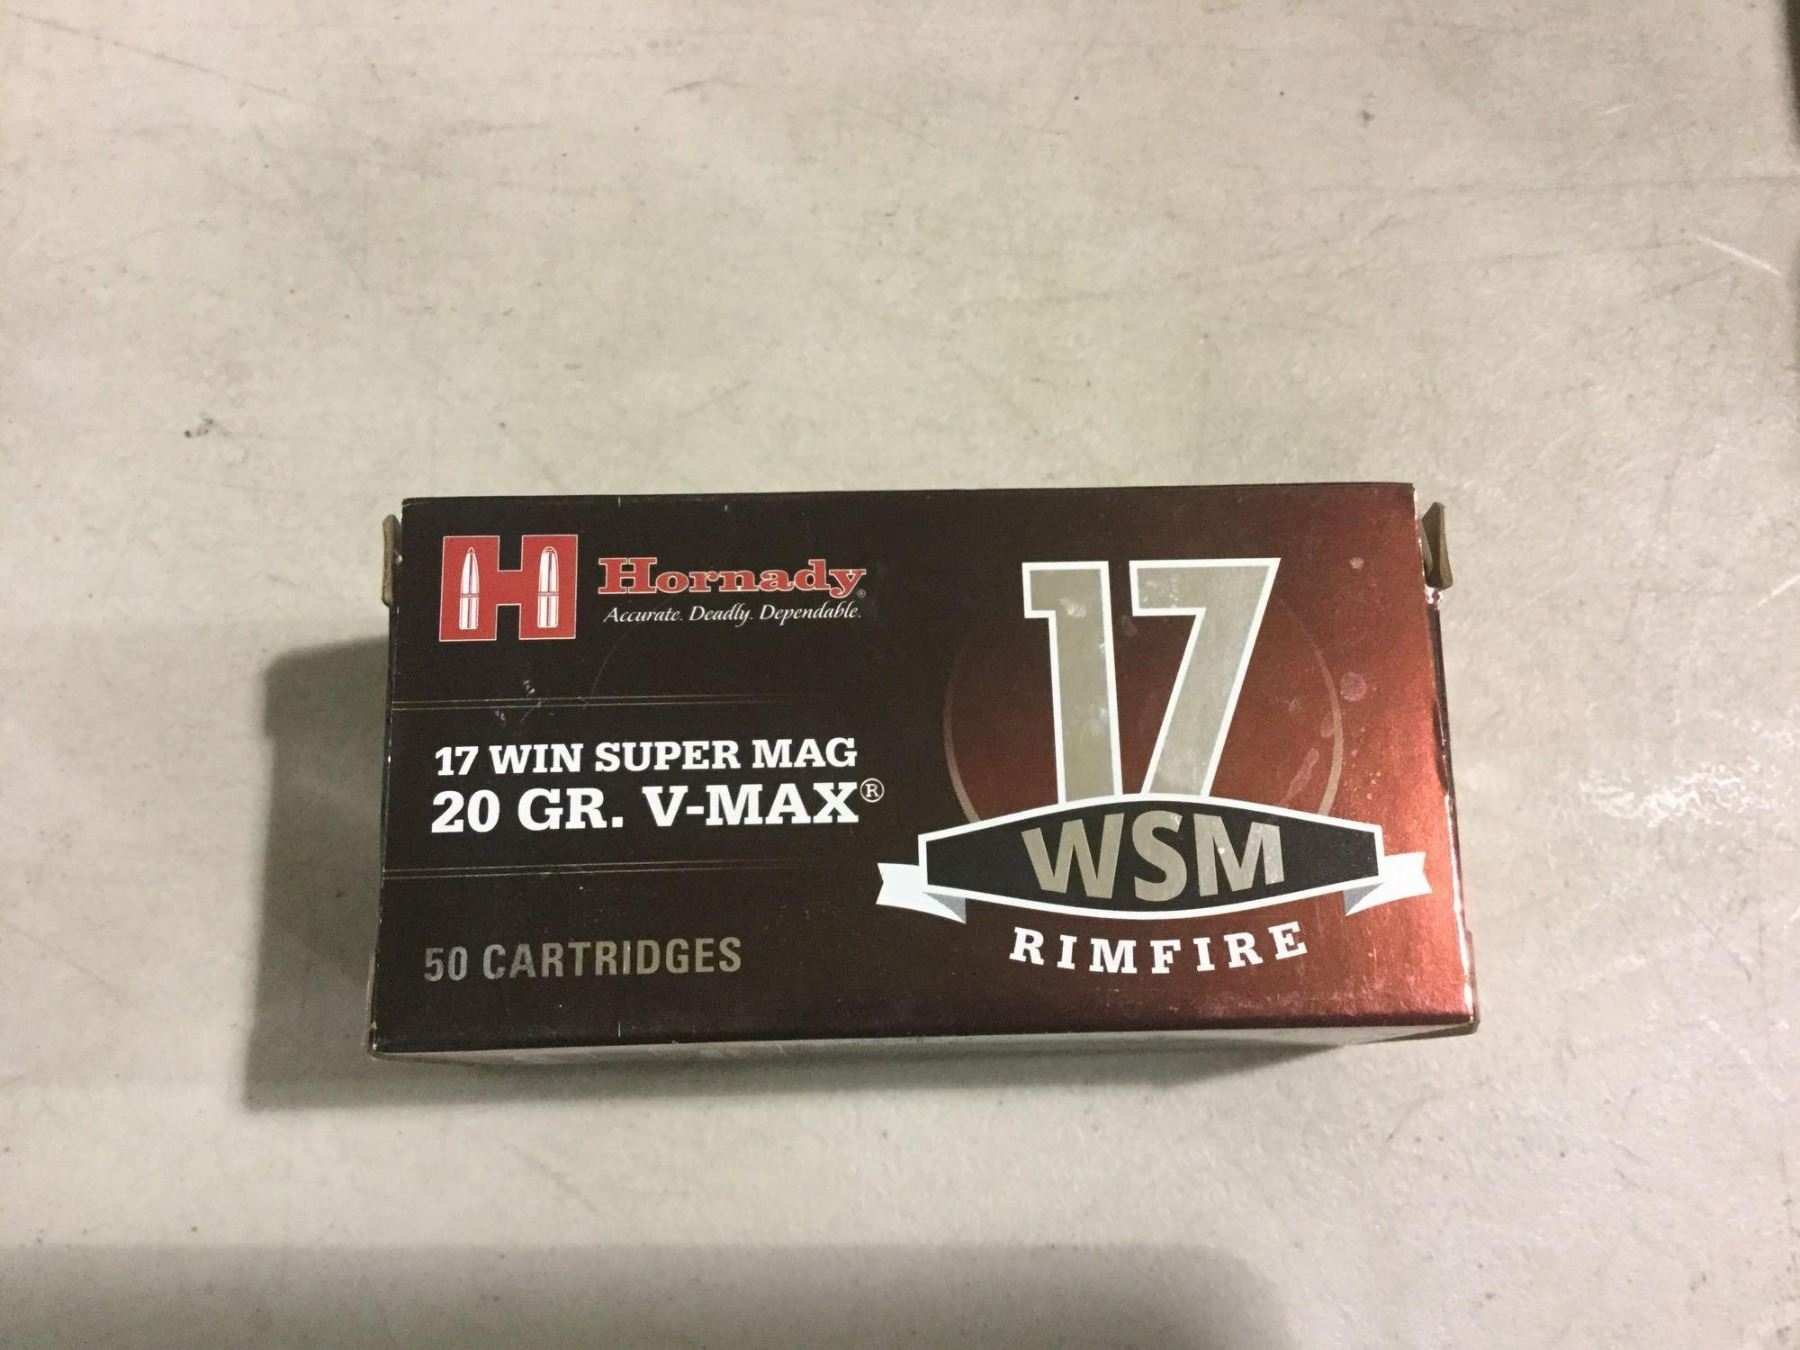 H
Hornady®
Accurate. Deadly. Dependable.
17 WIN SUPER MAG
20 GR. V-MAX®
50 CARTRIDGES
17
WSM
RIMFIRE